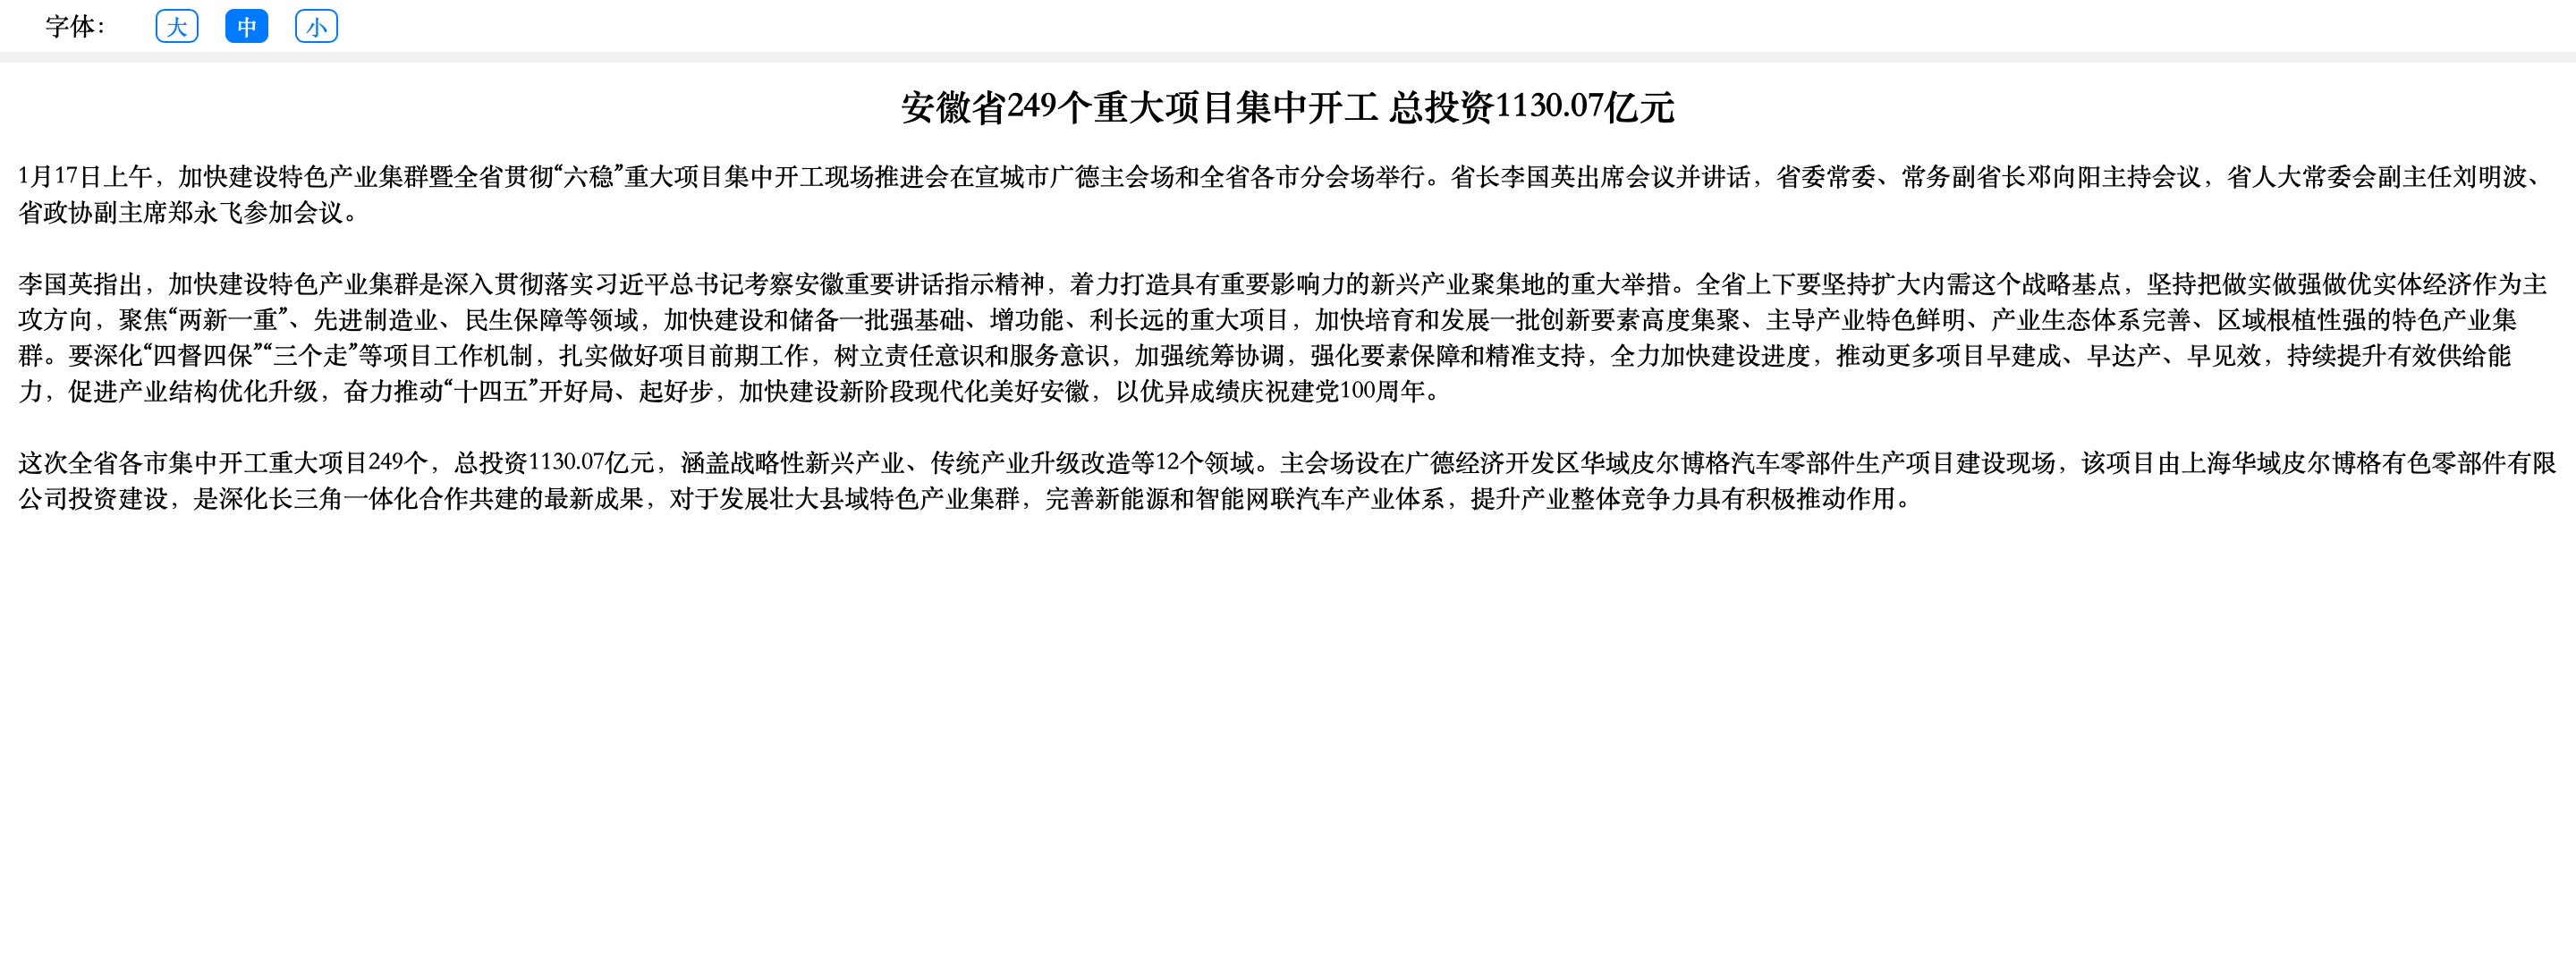 字体： 大 中 小
安徽省249个重大项目集中开工 总投资1130.07亿元
1月17日上午，加快建设特色产业集群暨全省贯彻“六稳”重大项目集中开工现场推进会在宣城市广德主会场和全省各市分会场举行。省长李国英出席会议并讲话，省委常委、常务副省长邓向阳主持会议，省人大常委会副主任刘明波、
省政协副主席郑永飞参加会议。
李国英指出，加快建设特色产业集群是深入贯彻落实习近平总书记考察安徽重要讲话指示精神，着力打造具有重要影响力的新兴产业聚集地的重大举措。全省上下要坚持扩大内需这个战略基点，坚持把做实做强做优实体经济作为主
攻方向，聚焦“两新一重”、先进制造业、民生保障等领域，加快建设和储备一批强基础、增功能、利长远的重大项目，加快培育和发展一批创新要素高度集聚、主导产业特色鲜明、产业生态体系完善、区域根植性强的特色产业集
群。要深化“四督四保”“三个走”等项目工作机制，扎实做好项目前期工作，树立责任意识和服务意识，加强统筹协调，强化要素保障和精准支持，全力加快建设进度，推动更多项目早建成、早达产、早见效，持续提升有效供给能
力，促进产业结构优化升级，奋力推动“十四五”开好局、起好步，加快建设新阶段现代化美好安徽，以优异成绩庆祝建党100周年。
这次全省各市集中开工重大项目249个，总投资1130.07亿元，涵盖战略性新兴产业、传统产业升级改造等12个领域。主会场设在广德经济开发区华域皮尔博格汽车零部件生产项目建设现场，该项目由上海华域皮尔博格有色零部件有限
公司投资建设，是深化长三角一体化合作共建的最新成果，对于发展壮大县域特色产业集群，完善新能源和智能网联汽车产业体系，提升产业整体竞争力具有积极推动作用。